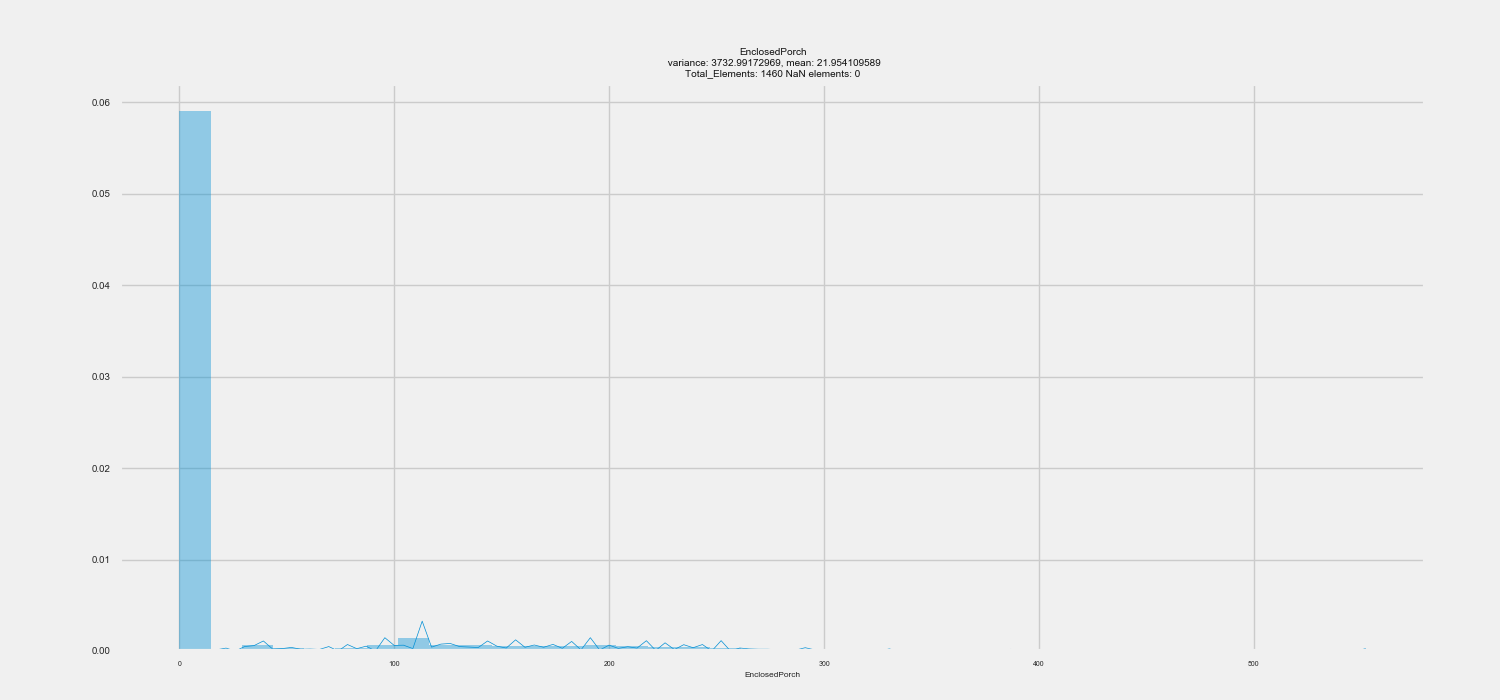 EnclosedPorch
variance: 3732.99172969, mean: 21.954109589
Total_Elements: 1460 NaN elements: 0
0.06
0.05
0.04
0.03
0.02
0.01
0.00
0 100 200 300 400 500
EnclosedPorch